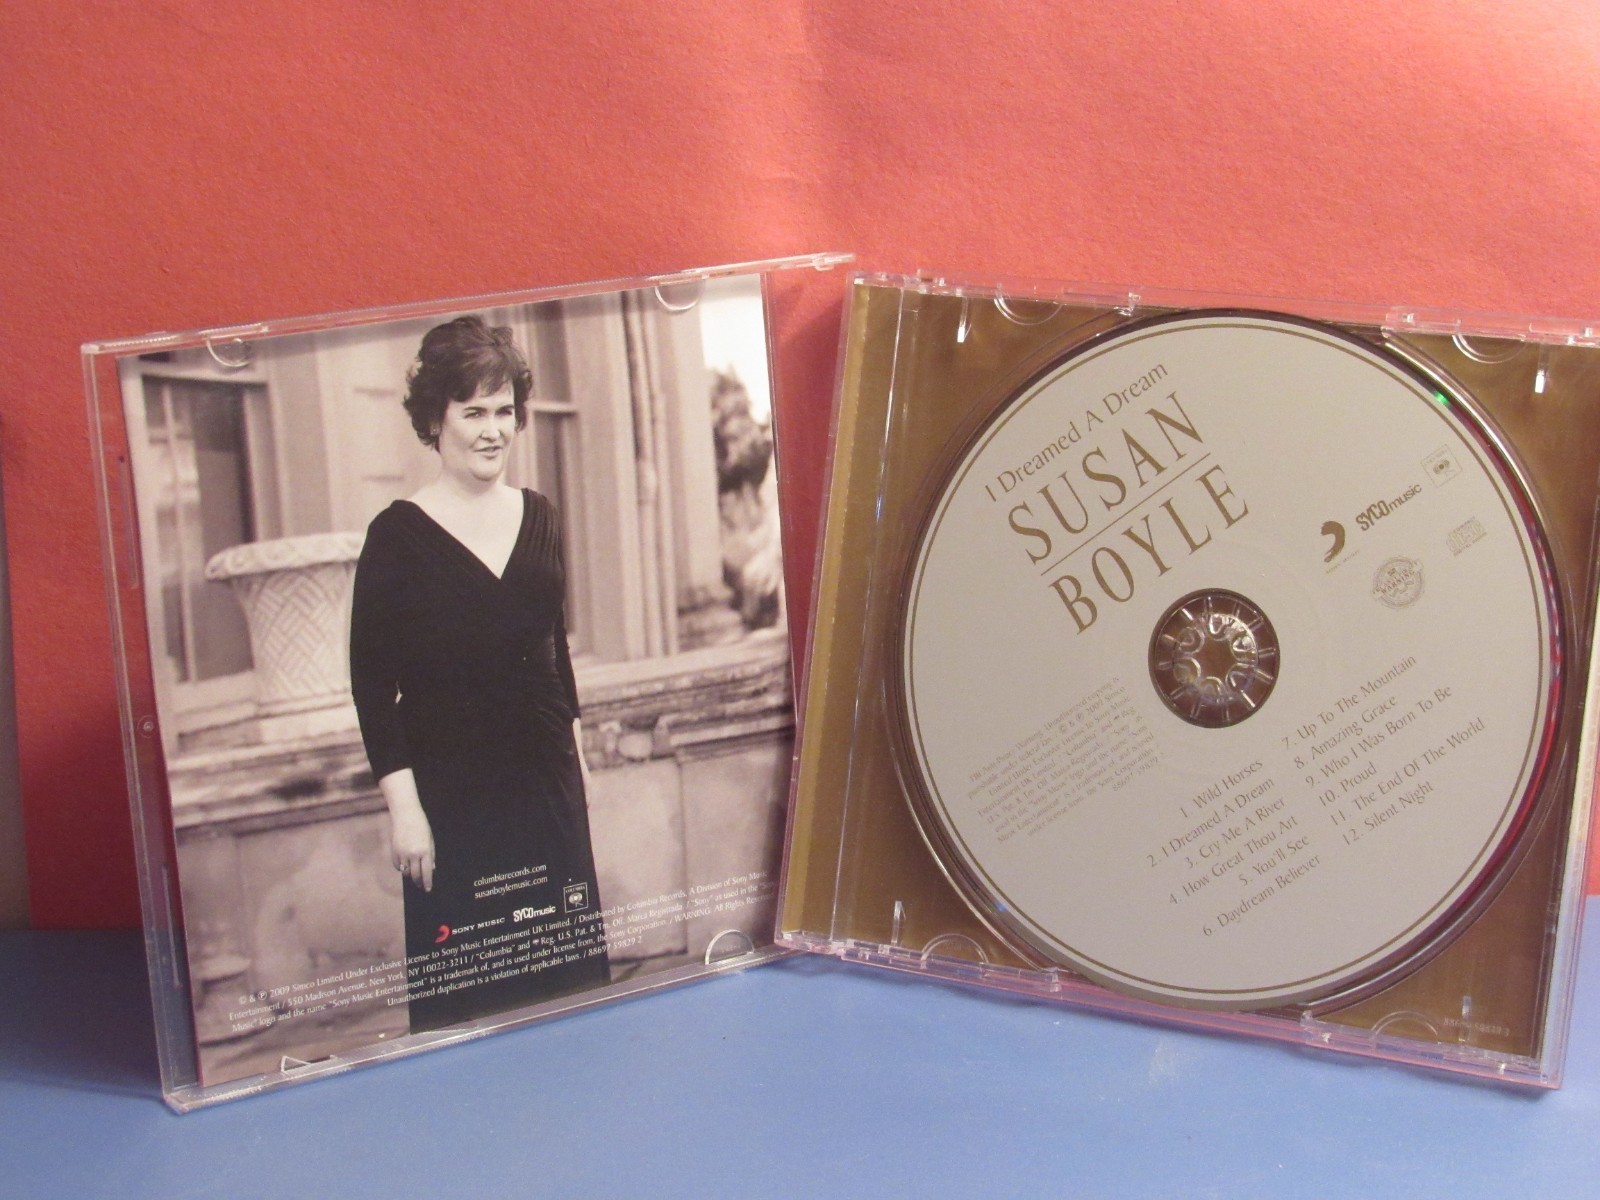 columbiarecords.com
susanboylemusic.com
SONY MUSIC SYCOmusic
© & ℗ 2009 Simco Limited Under Exclusive License to Sony Music Entertainment UK Limited. / Distributed by Columbia Records, A Division of Sony Music
Entertainment / 550 Madison Avenue, New York, NY 10022-3211 / "Columbia" and Reg. U.S. Pat. & Tm. Off. Marca Registrada / "Sony" as used in the "Sony
Music" logo and the name "Sony Music Entertainment" is a trademark of, and is used under license from, the Sony Corporation. / WARNING: All Rights Reserved.
Unauthorized duplication is a violation of applicable laws. / 88697 59829 2
I Dreamed A Dream
SUSAN
BOYLE
SYCOmusic
1. Wild Horses
2. I Dreamed A Dream
3. Cry Me A River
4. How Great Thou Art
5. You'll See
6. Daydream Believer
7. Up To The Mountain
8. Amazing Grace
9. Who I Was Born To Be
10. Proud
11. The End Of The World
12. Silent Night